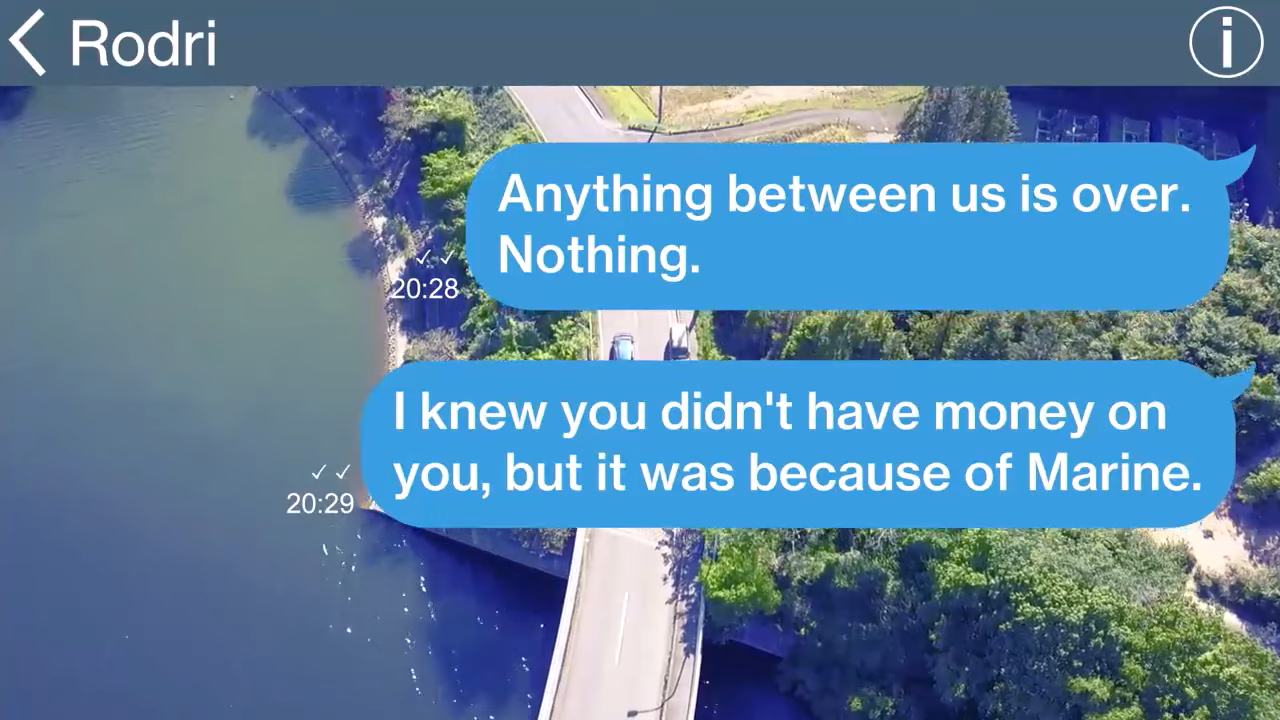 Rodri
Anything between us is over.
Nothing.
20:28
I knew you didn't have money on
you, but it was because of Marine.
20:29